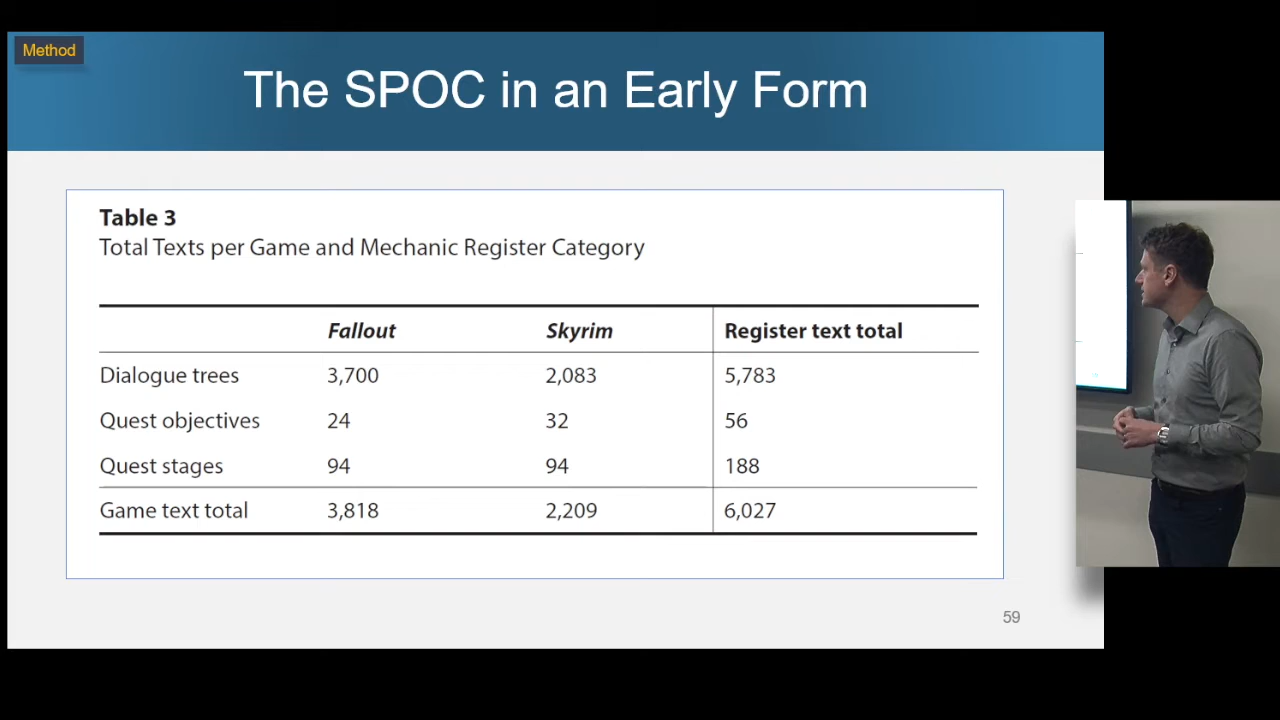 Method
The SPOC in an Early Form
Table 3
Total Texts per Game and Mechanic Register Category
Fallout Skyrim Register text total
Dialogue trees 3,700 2,083 5,783
Quest objectives 24 32 56
Quest stages 94 94 188
Game text total 3,818 2,209 6,027
59